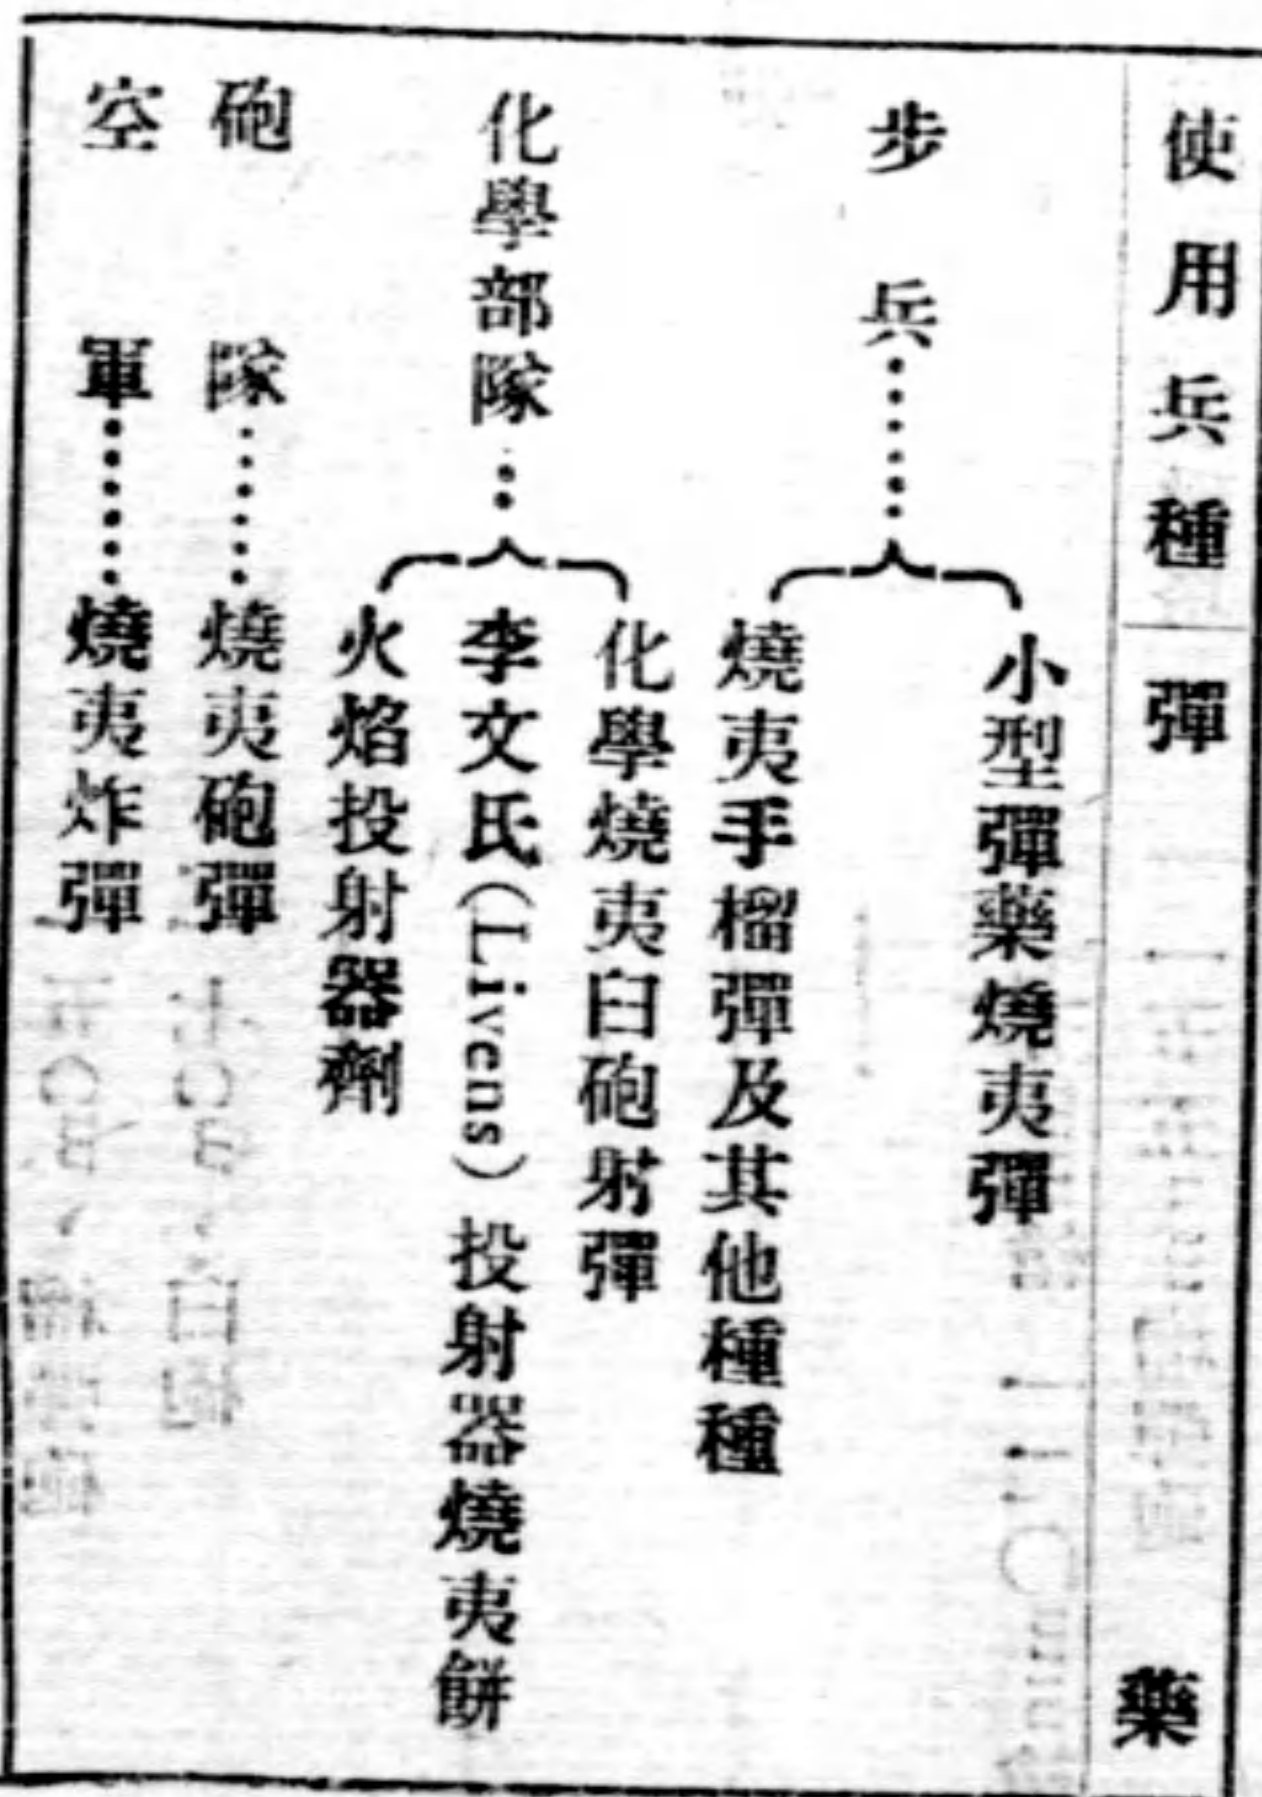 使用兵種 彈藥
步兵……
小型彈藥燒夷彈
燒夷手榴彈及其他種種
化學部隊…
化學燒夷臼砲射彈
李文氏(Livens)投射器燒夷餅
火焰投射器劑
砲隊……燒夷砲彈
空軍……燒夷炸彈